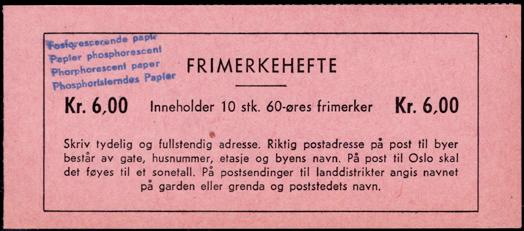 Fosforescerende papir
Papier phosphorescent
Phorphorescent paper
Phosphorisierndes Papier
FRIMERKEHEFTE
Kr. 6,00 Inneholder 10 stk. 60-øres frimerker Kr. 6,00
Skriv tydelig og fullstendig adresse. Riktig postadresse på post til byer
består av gate, husnummer, etasje og byens navn. På post til Oslo skal
det føyes til et sonetall. På postsendinger til landdistrikter angis navnet
på garden eller grenda og poststedets navn.